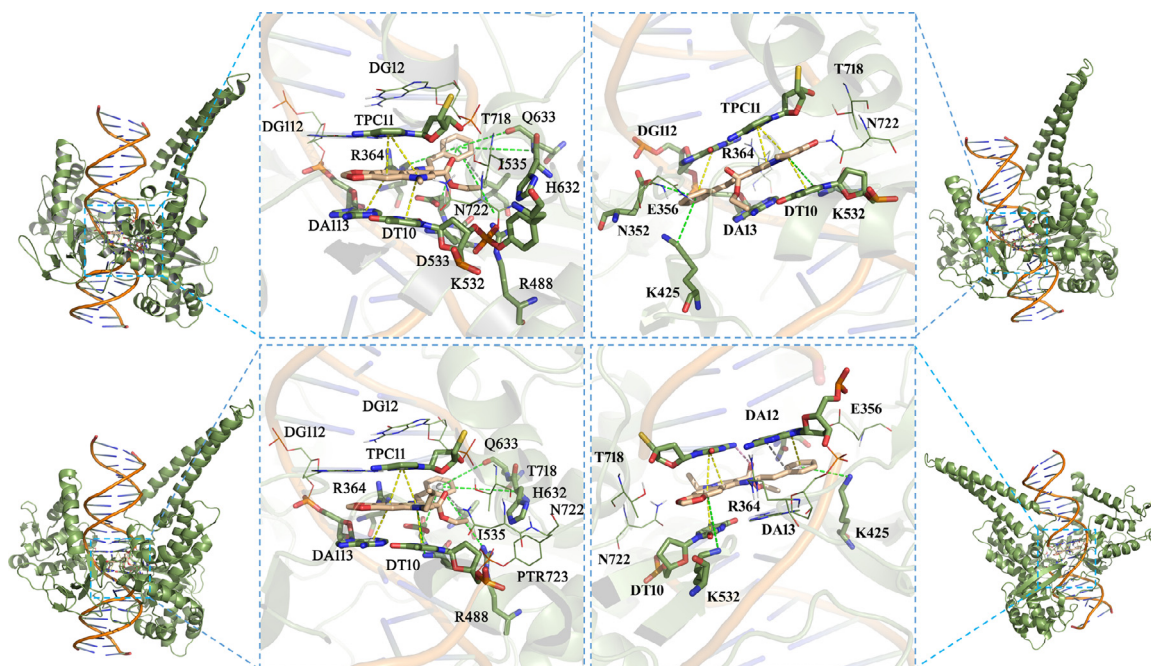 DG12
DG112
TPC11
T718
Q633
R364
I535
H632
N722
DA113
DT10
D533
K532
R488
T718
TPC11
N722
DG112
R364
E356
DT10
K532
N352
DA13
K425
DG12
DG112
Q633
TPC11
T718
R364
H632
N722
I535
DA113
DT10
PTR723
R488
DA12
E356
T718
R364
DA13
K425
N722
DT10
K532